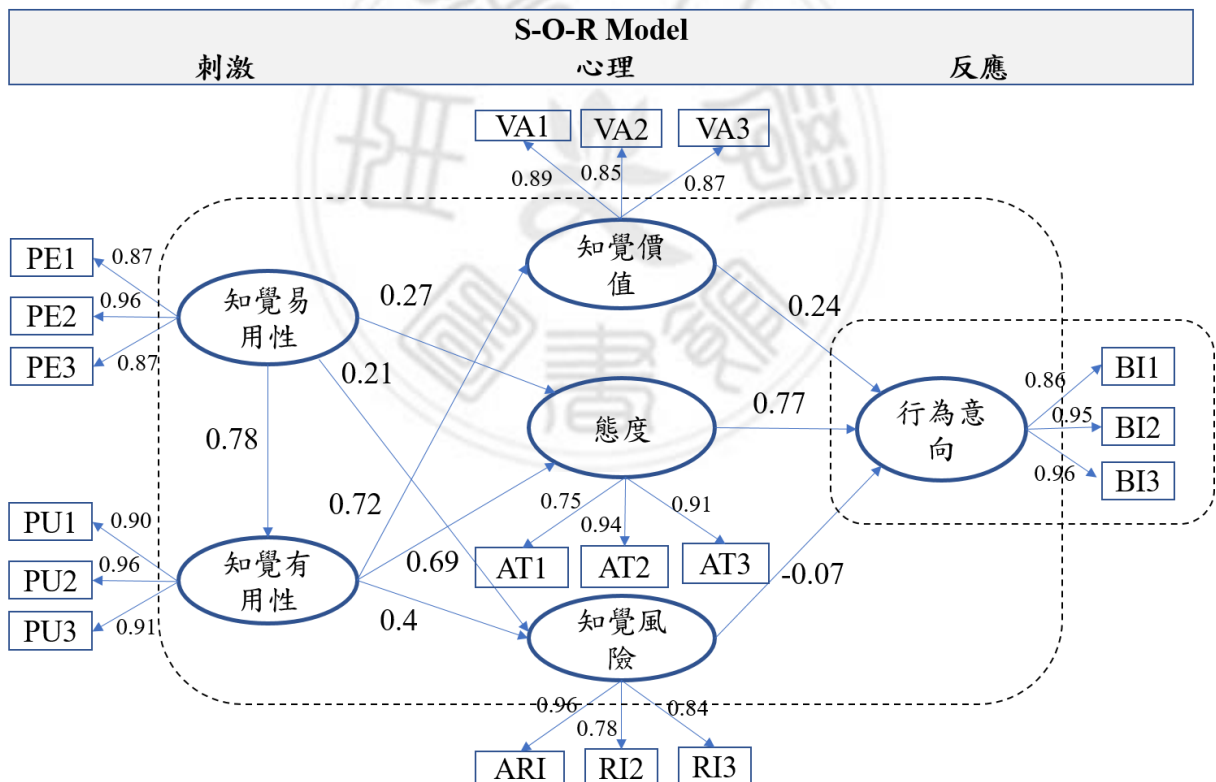 S-O-R Model
刺激 心理 反應
VA1 VA2 VA3
0.89 0.85 0.87
PE1 0.87
PE2 0.96
PE3 0.87
知覺易
用性
知覺價
值
0.27
0.21
0.24
0.78
態度
0.77
行為意
向
0.86 BI1
0.95 BI2
0.96 BI3
PU1 0.90
PU2 0.96
PU3 0.91
知覺有
用性
0.72
0.69
0.4
0.75 0.94 0.91
AT1 AT2 AT3
-0.07
知覺風
險
0.96 0.78 0.84
ARI RI2 RI3